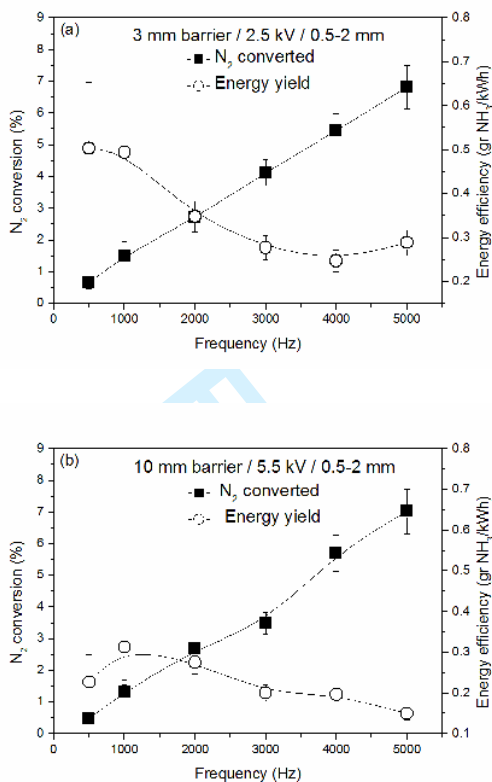 (a)
3 mm barrier / 2.5 kV / 0.5-2 mm
N2 converted
Energy yield
N2 conversion (%)
9
8
7
6
5
4
3
2
1
0
Energy efficiency (gr NH3/kWh)
0.8
0.7
0.6
0.5
0.4
0.3
0.2
0 1000 2000 3000 4000 5000
Frequency (Hz)
(b)
10 mm barrier / 5.5 kV / 0.5-2 mm
N2 converted
Energy yield
N2 conversion (%)
9
8
7
6
5
4
3
2
1
0
Energy efficiency (gr NH3/kWh)
0.8
0.7
0.6
0.5
0.4
0.3
0.2
0.1
0 1000 2000 3000 4000 5000
Frequency (Hz)